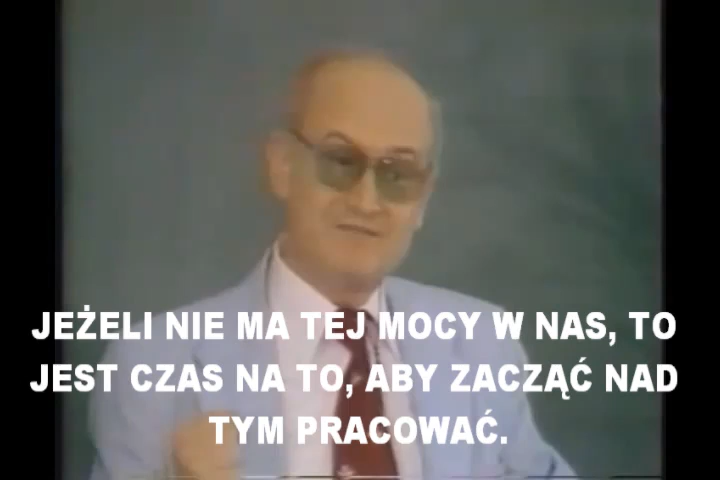 JEŻELI NIE MA TEJ MOCY W NAS, TO
JEST CZAS NA TO, ABY ZACZĄĆ NAD
TYM PRACOWAĆ.